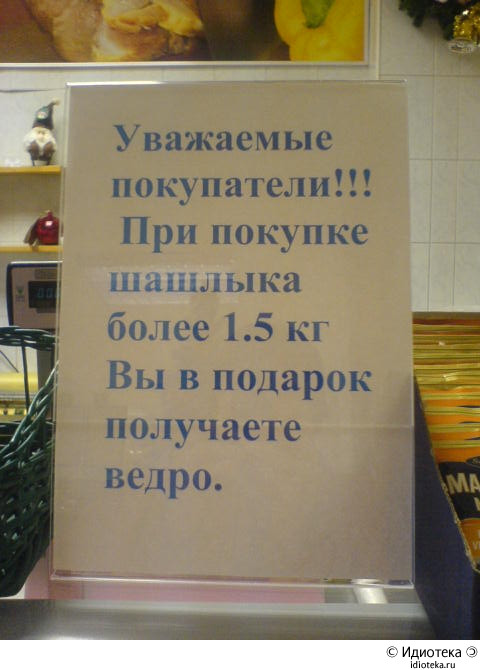 Уважаемые
покупатели!!!
При покупке
шашлыка
более 1.5 кг
Вы в подарок
получаете
ведро.
© Идиотека
idioteka.ru